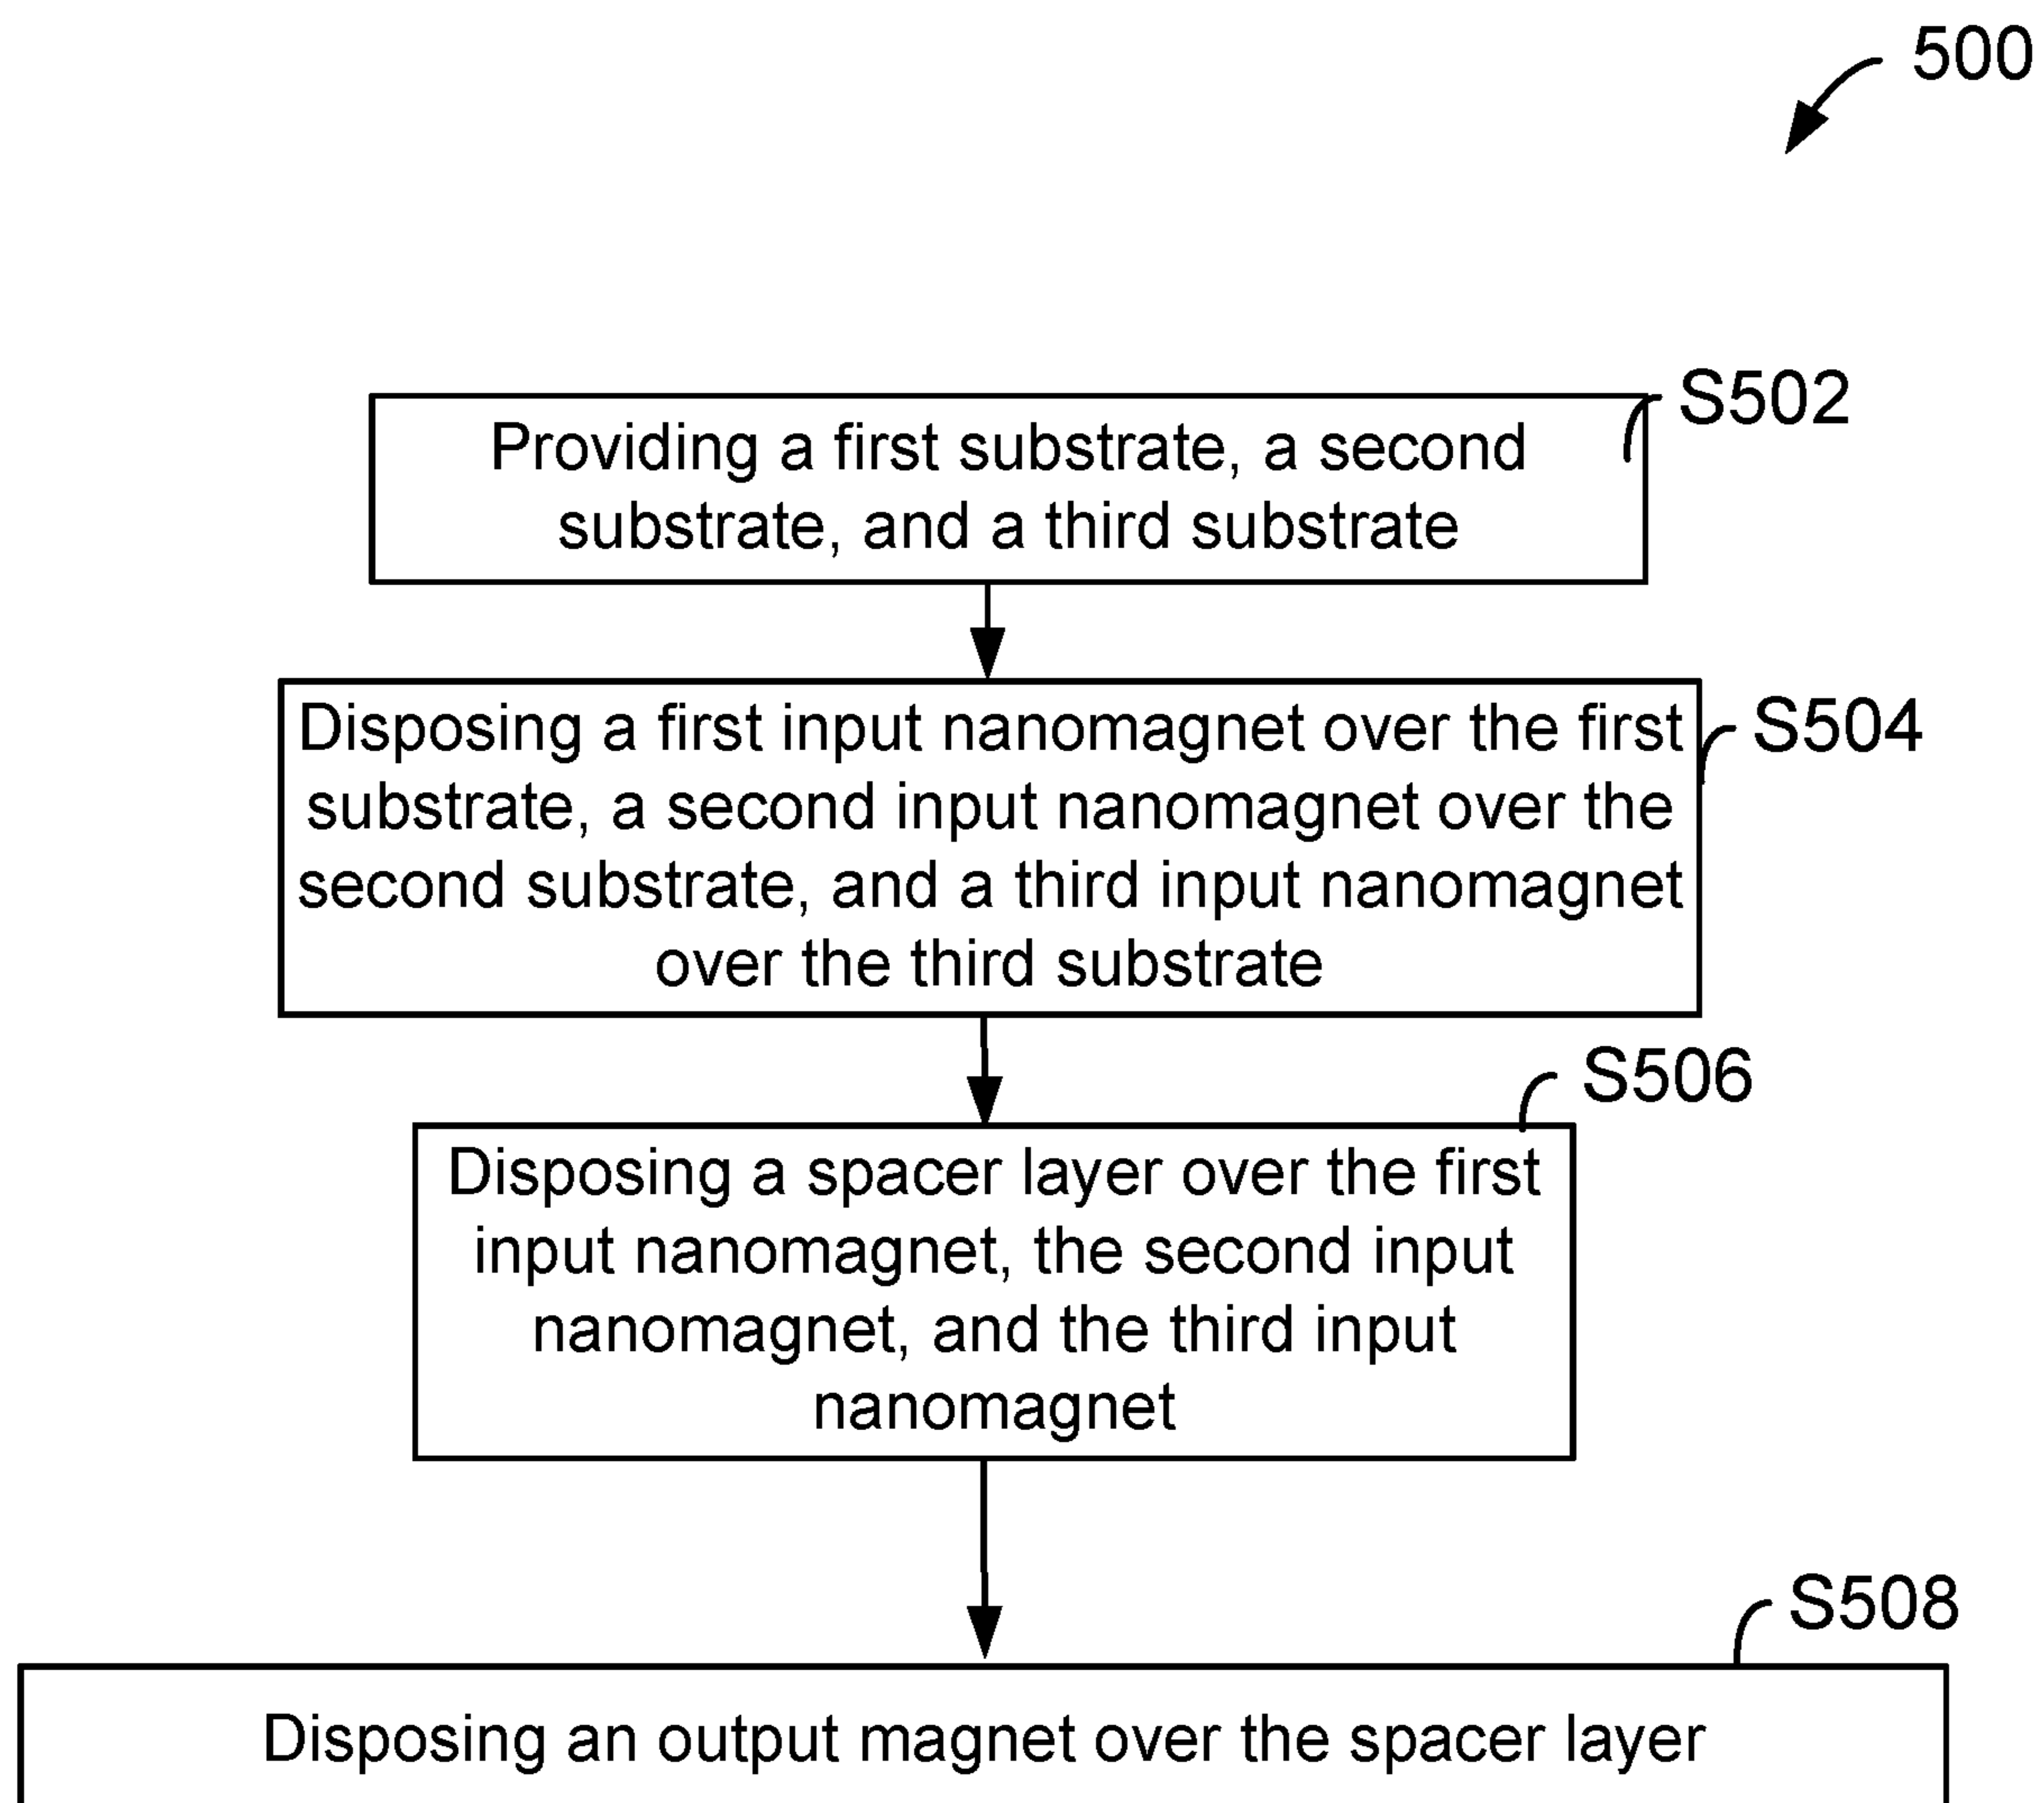 500
S502
Providing a first substrate, a second
substrate, and a third substrate
S504
Disposing a first input nanomagnet over the first
substrate, a second input nanomagnet over the
second substrate, and a third input nanomagnet
over the third substrate
S506
Disposing a spacer layer over the first
input nanomagnet, the second input
nanomagnet, and the third input
nanomagnet
S508
Disposing an output magnet over the spacer layer